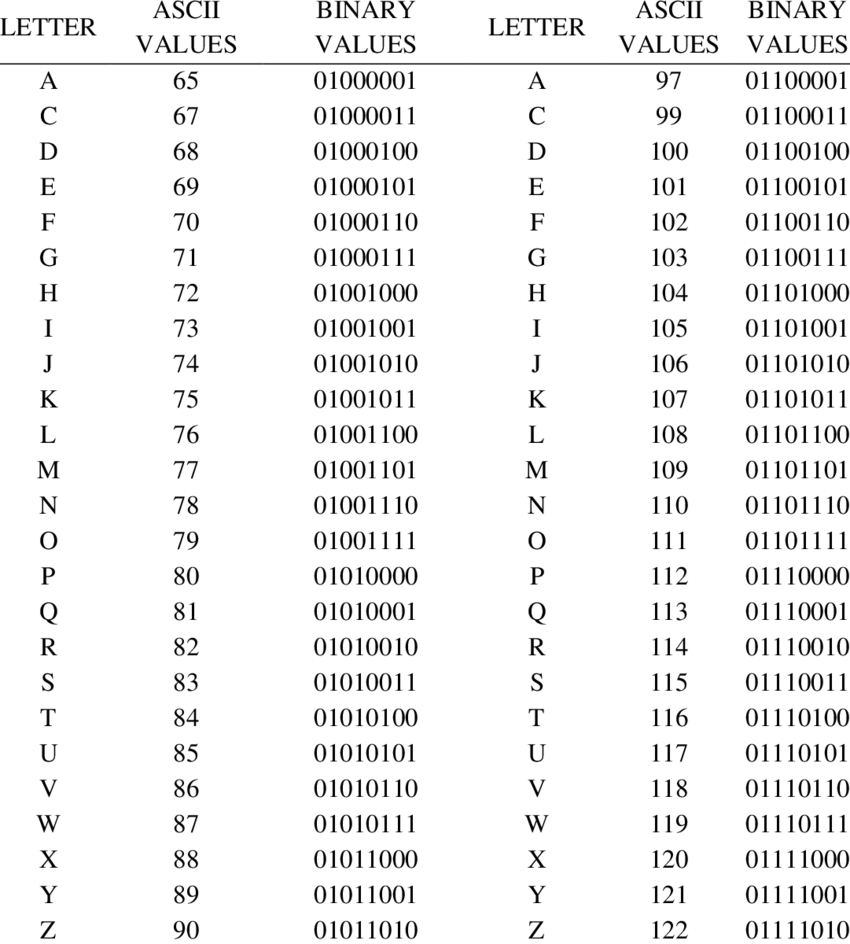 LETTER ASCII VALUES BINARY VALUES LETTER ASCII VALUES BINARY VALUES
A 65 01000001 A 97 01100001
C 67 01000011 C 99 01100011
D 68 01000100 D 100 01100100
E 69 01000101 E 101 01100101
F 70 01000110 F 102 01100110
G 71 01000111 G 103 01100111
H 72 01001000 H 104 01101000
I 73 01001001 I 105 01101001
J 74 01001010 J 106 01101010
K 75 01001011 K 107 01101011
L 76 01001100 L 108 01101100
M 77 01001101 M 109 01101101
N 78 01001110 N 110 01101110
O 79 01001111 O 111 01101111
P 80 01010000 P 112 01110000
Q 81 01010001 Q 113 01110001
R 82 01010010 R 114 01110010
S 83 01010011 S 115 01110011
T 84 01010100 T 116 01110100
U 85 01010101 U 117 01110101
V 86 01010110 V 118 01110110
W 87 01010111 W 119 01110111
X 88 01011000 X 120 01111000
Y 89 01011001 Y 121 01111001
Z 90 01011010 Z 122 01111010